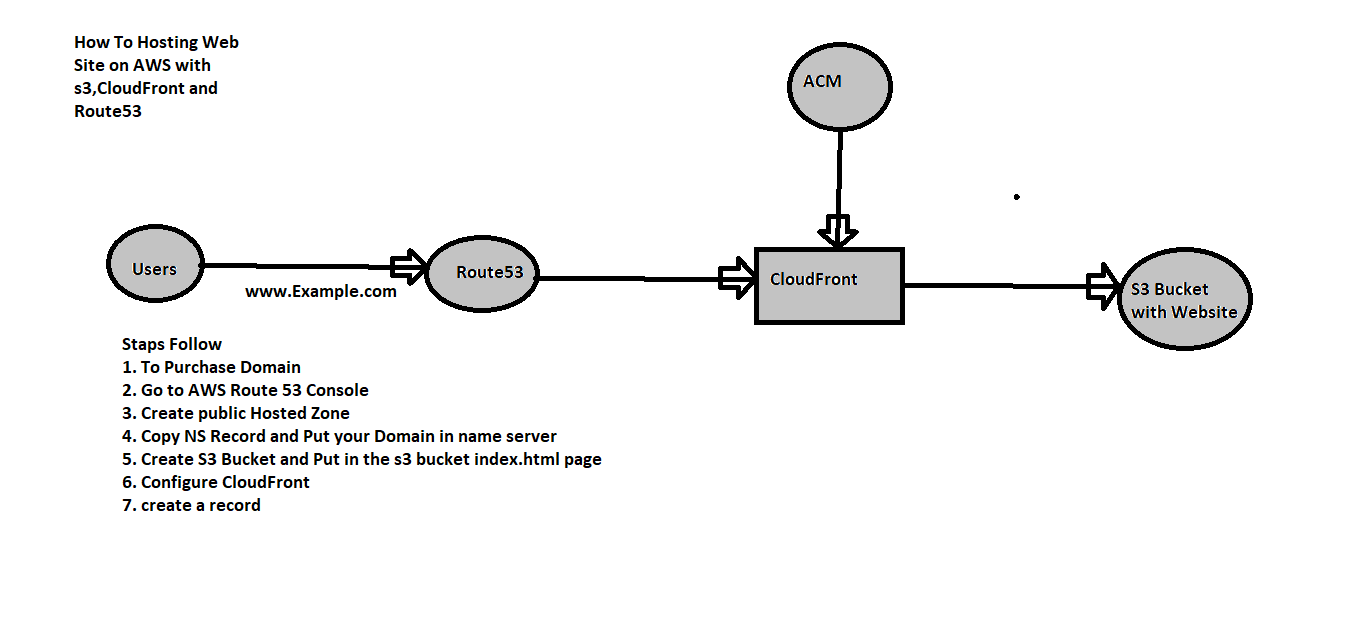 How To Hosting Web
Site on AWS with
s3,CloudFront and
Route53
ACM
Users
www.Example.com
Route53
CloudFront
S3 Bucket
with Website
Staps Follow
1. To Purchase Domain
2. Go to AWS Route 53 Console
3. Create public Hosted Zone
4. Copy NS Record and Put your Domain in name server
5. Create S3 Bucket and Put in the s3 bucket index.html page
6. Configure CloudFront
7. create a record